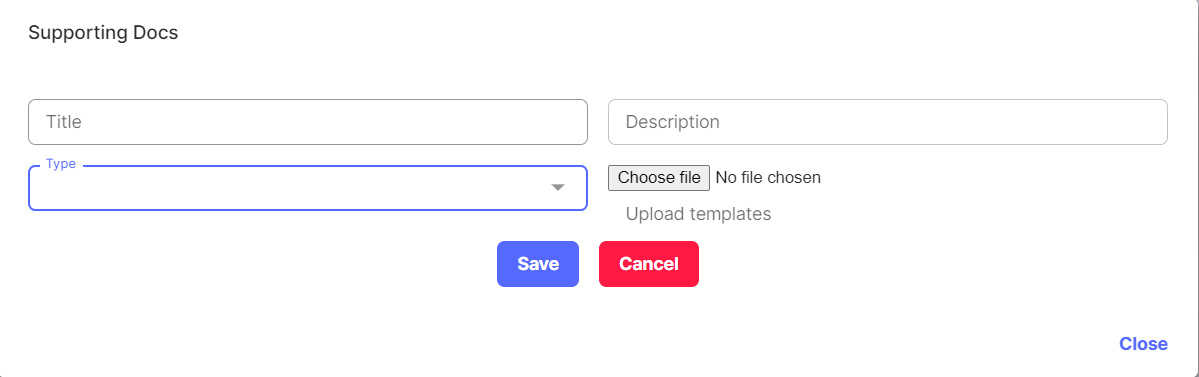 Supporting Docs
Title
Description
Type
Choose file No file chosen
Upload templates
Save
Cancel
Close